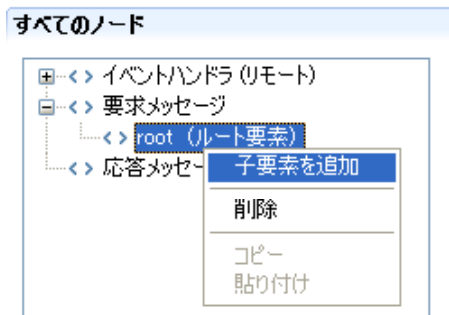 すべてのノード
イベントハンドラ (リモート)
要求メッセージ
root (ルート要素)
応答メッセー
子要素を追加
削除
コピー
貼り付け